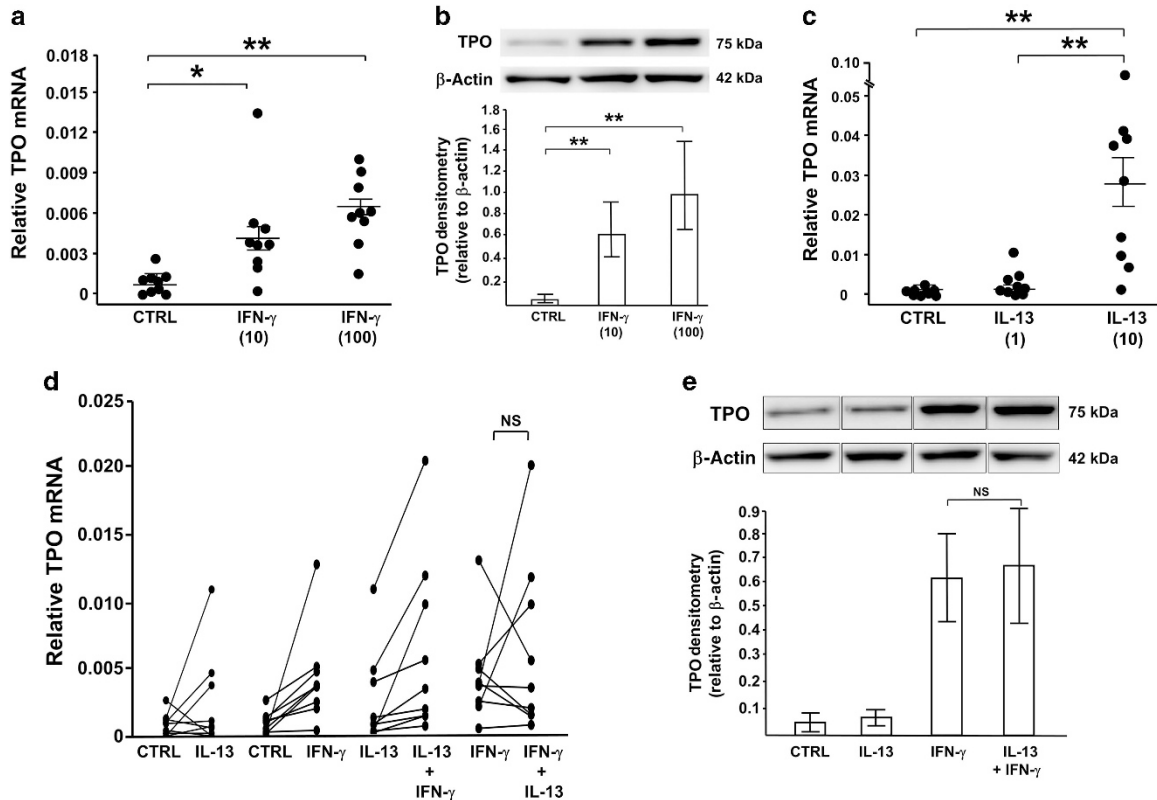 a
Relative TPO mRNA
0.018
0.015
0.012
0.009
0.006
0.003
0
**
*
CTRL
IFN-γ
(10)
IFN-γ
(100)
b
TPO
75 kDa
β-Actin
42 kDa
TPO densitometry
(relative to β-actin)
1.8
1.6
1.4
1.2
1.0
0.8
0.6
0.4
0.2
**
**
CTRL
IFN-γ
(10)
IFN-γ
(100)
c
Relative TPO mRNA
0.10
0.05
0.04
0.03
0.02
0.01
0
**
**
CTRL
IL-13
(1)
IL-13
(10)
d
Relative TPO mRNA
0.025
0.020
0.015
0.010
0.005
0
NS
CTRL
IL-13
CTRL
IFN-γ
IL-13
IL-13
+
IFN-γ
IFN-γ
IFN-γ
+
IL-13
e
TPO
75 kDa
β-Actin
42 kDa
TPO densitometry
(relative to β-actin)
0.9
0.8
0.7
0.6
0.5
0.4
0.3
0.2
0.1
NS
CTRL
IL-13
IFN-γ
IL-13
+ IFN-γ